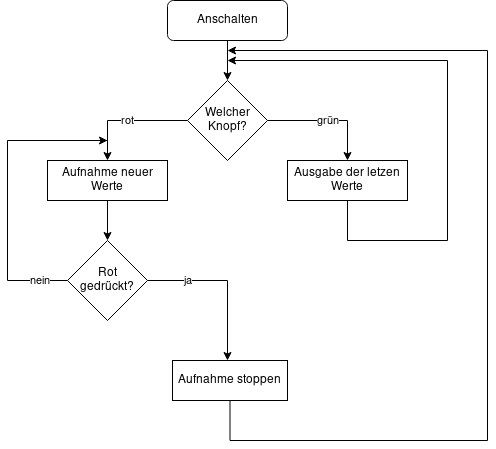 Anschalten
Welcher
Knopf?
rot
grün
Aufnahme neuer
Werte
Ausgabe der letzen
Werte
Rot
gedrückt?
nein
ja
Aufnahme stoppen